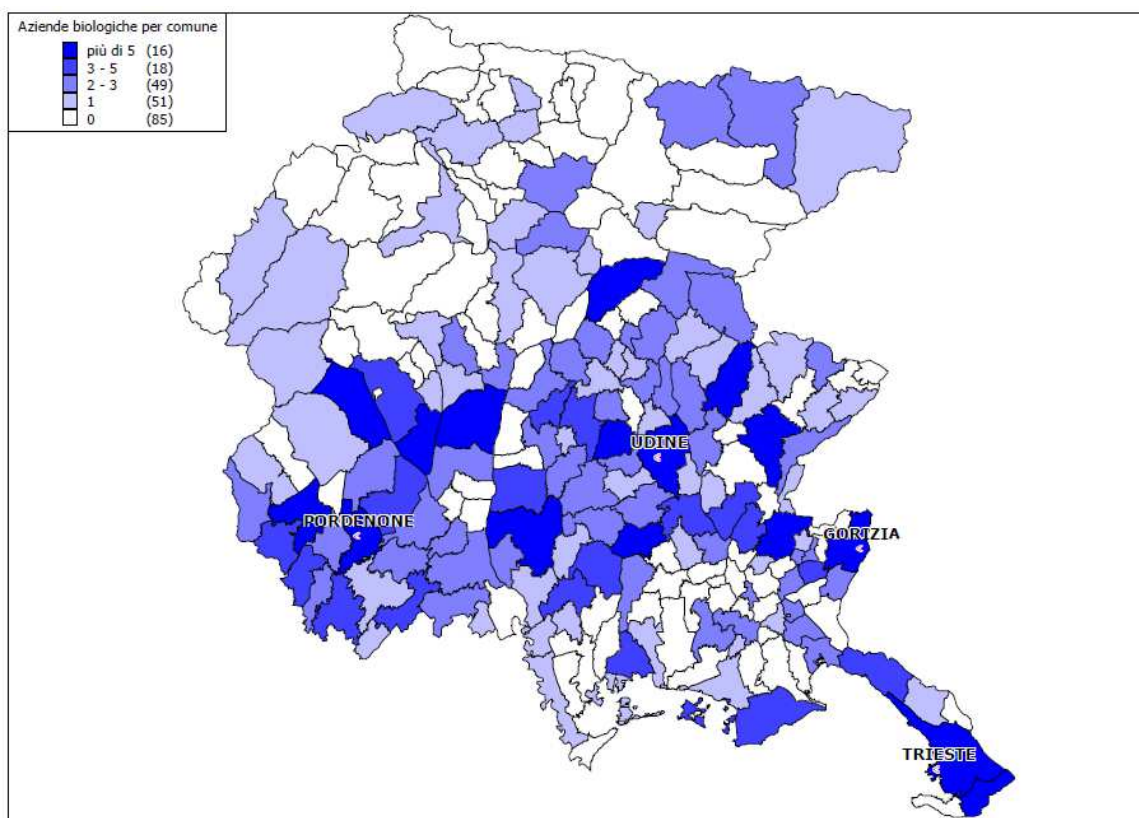 Aziende biologiche per comune
più di 5 (16)
3 - 5 (18)
2 - 3 (49)
1 (51)
0 (85)
UDINE
PORDENONE
GORIZIA
TRIESTE